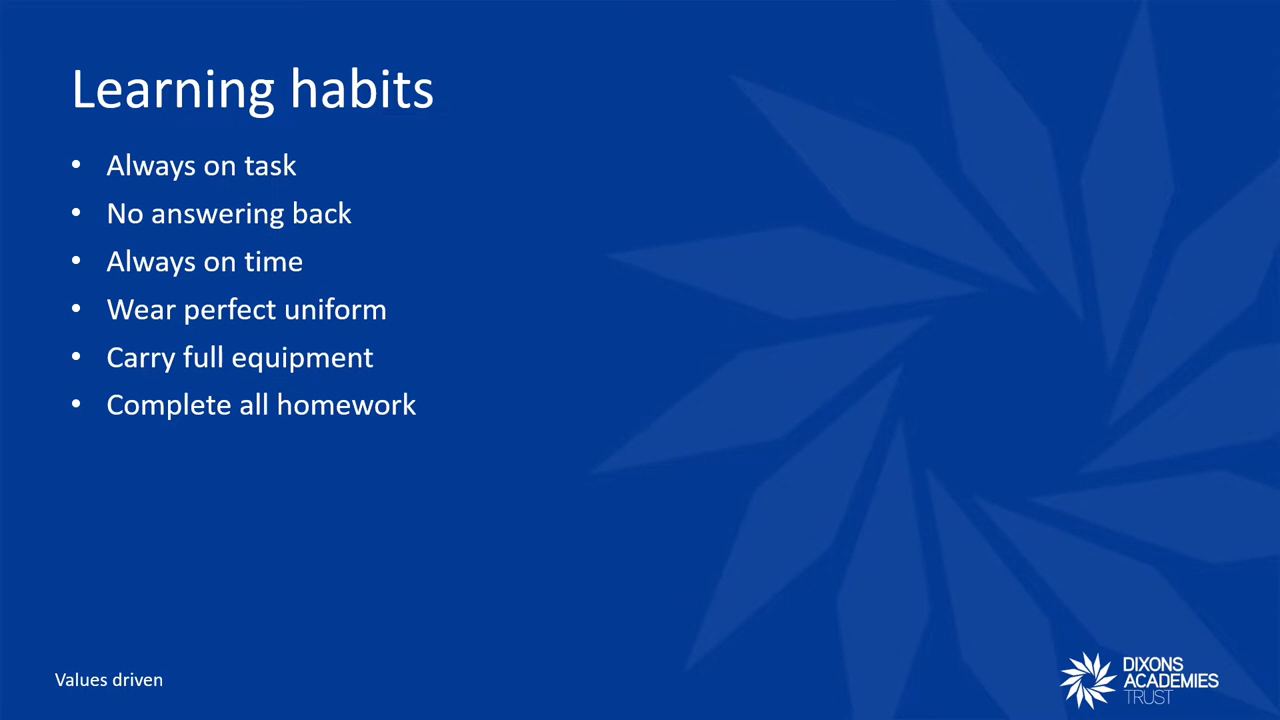 Learning habits
• Always on task
• No answering back
• Always on time
• Wear perfect uniform
• Carry full equipment
• Complete all homework
Values driven
DIXONS
ACADEMIES
TRUST